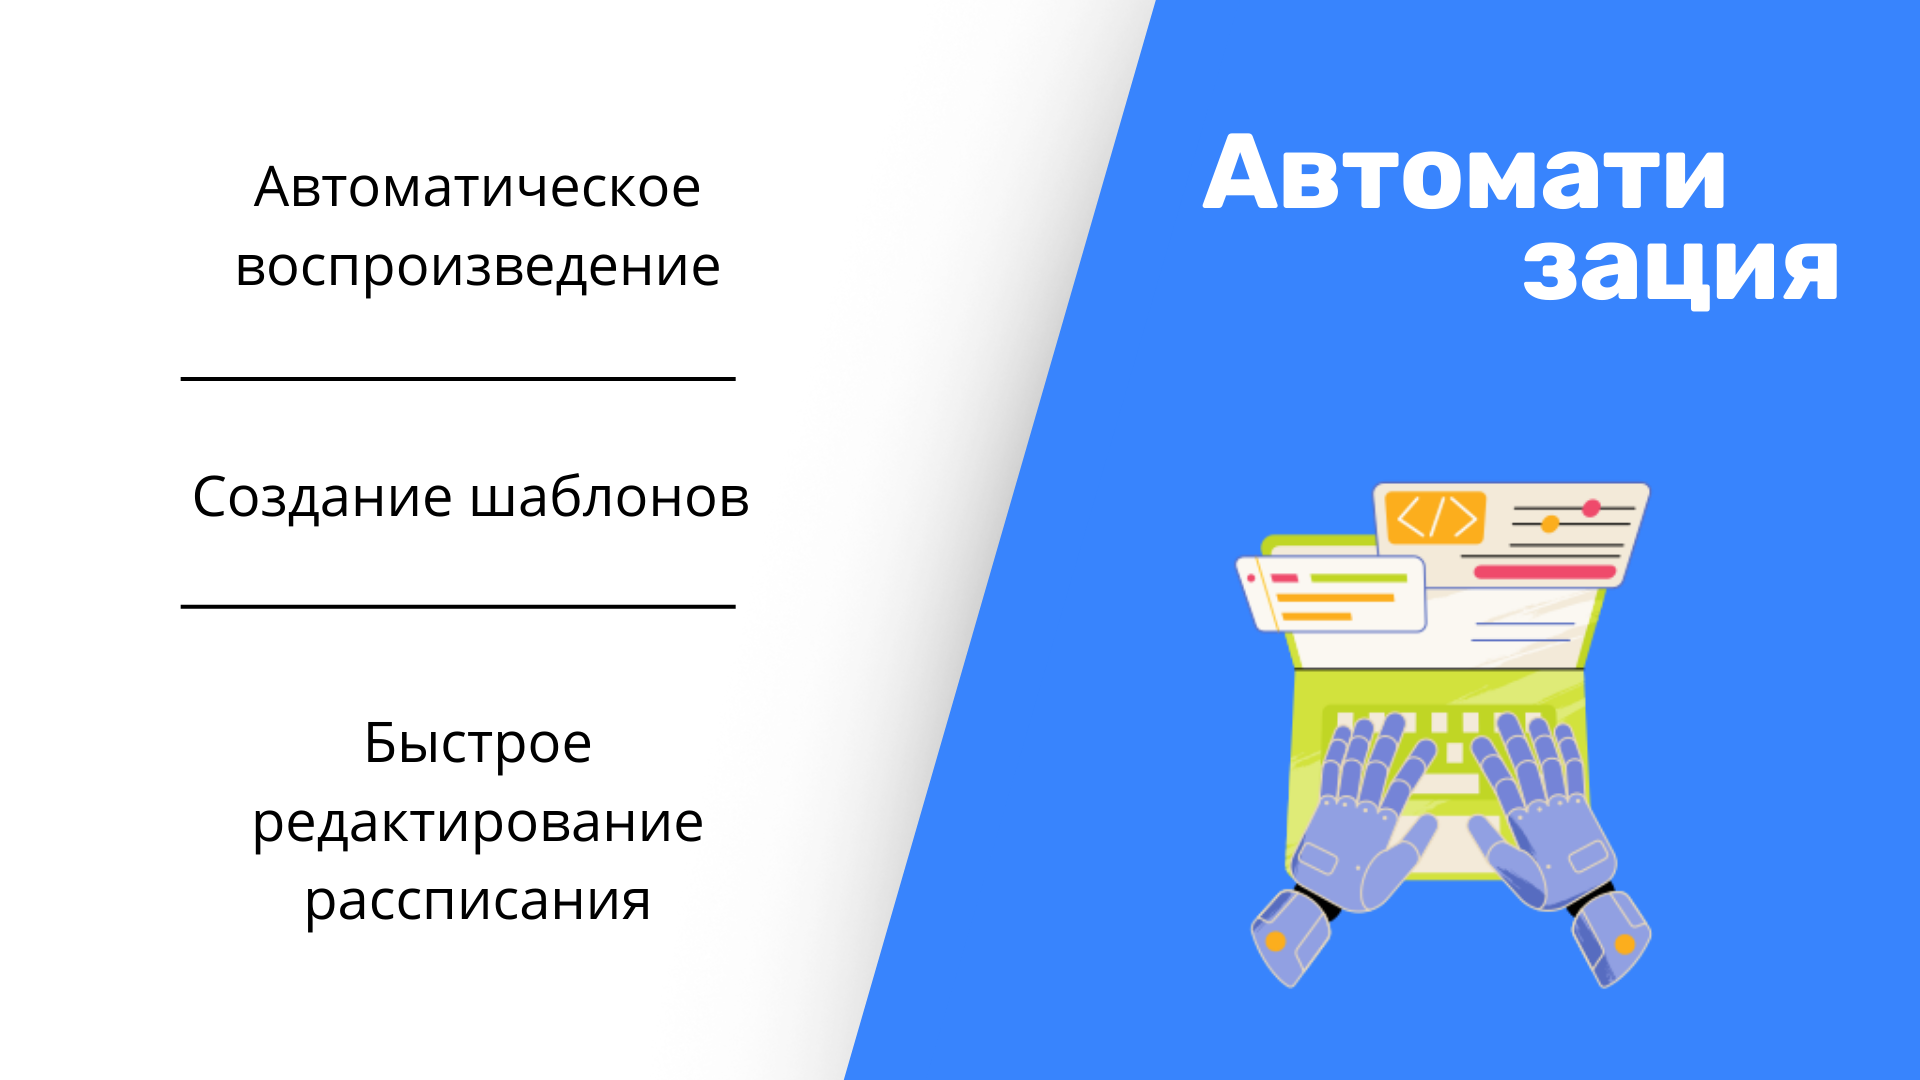 Автоматическое
воспроизведение
Создание шаблонов
Быстрое
редактирование
рассписания
Автомати
зация
</>